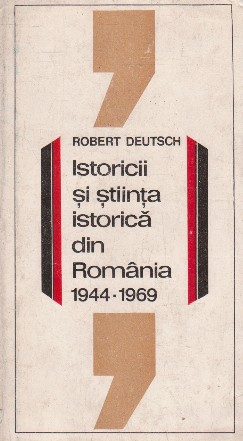 ROBERT DEUTSCH
Istoricii
și știința
istorică
din
România
1944·1969